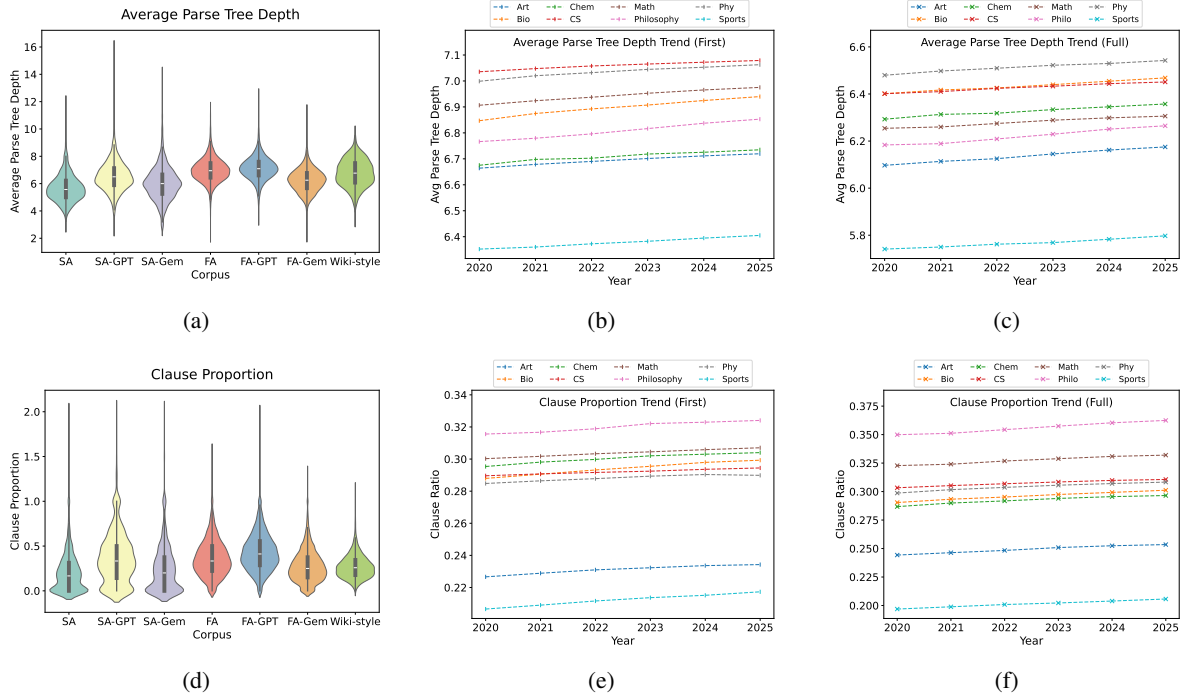 Average Parse Tree Depth
Average Parse Tree Depth
16
14
12
10
8
6
4
2
SA
SA-GPT
SA-Gem
FA
FA-GPT
FA-Gem
Wiki-style
Corpus
(a)
Art
Chem
Math
Phy
Bio
CS
Philosophy
Sports
Average Parse Tree Depth Trend (First)
Avg Parse Tree Depth
7.1
7.0
6.9
6.8
6.7
6.6
6.5
6.4
2020
2021
2022
2023
2024
2025
Year
(b)
Art
Chem
Math
Phy
Bio
CS
Philo
Sports
Average Parse Tree Depth Trend (Full)
Avg Parse Tree Depth
6.6
6.4
6.2
6.0
5.8
2020
2021
2022
2023
2024
2025
Year
(c)
Clause Proportion
Clause Proportion
2.0
1.5
1.0
0.5
0.0
SA
SA-GPT
SA-Gem
FA
FA-GPT
FA-Gem
Wiki-style
Corpus
(d)
Art
Chem
Math
Phy
Bio
CS
Philosophy
Sports
Clause Proportion Trend (First)
Clause Ratio
0.34
0.32
0.30
0.28
0.26
0.24
0.22
2020
2021
2022
2023
2024
2025
Year
(e)
Art
Chem
Math
Phy
Bio
CS
Philo
Sports
Clause Proportion Trend (Full)
Clause Ratio
0.375
0.350
0.325
0.300
0.275
0.250
0.225
0.200
2020
2021
2022
2023
2024
2025
Year
(f)